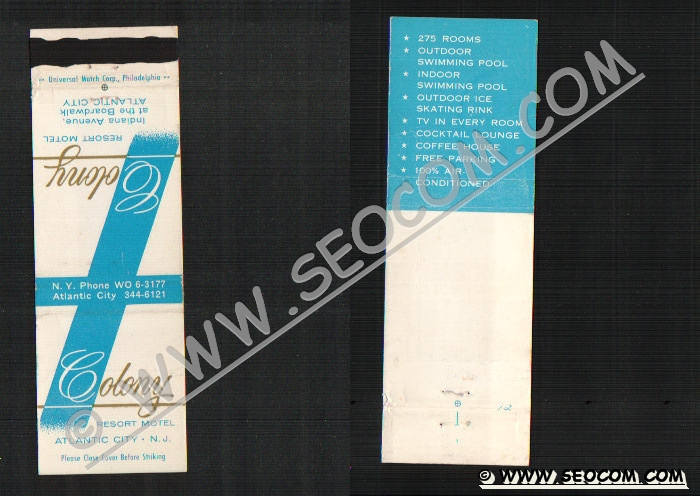 -- Universal Match Corp., Philadelphia --
Indiana Avenue,
at the Boardwalk
ATLANTIC CITY
RESORT MOTEL
Colony
N. Y. Phone WO 6-3177
Atlantic City 344-6121
Colony
RESORT MOTEL
ATLANTIC CITY · N. J.
Please Close Cover Before Striking
★ 275 ROOMS
★ OUTDOOR
SWIMMING POOL
★ INDOOR
SWIMMING POOL
★ OUTDOOR ICE
SKATING RINK
★ TV IN EVERY ROOM
★ COCKTAIL LOUNGE
★ COFFEE HOUSE
★ FREE PARKING
★ 100% AIR-
CONDITIONED
12
© WWW.SEOCOM.COM
© WWW.SEOCOM.COM